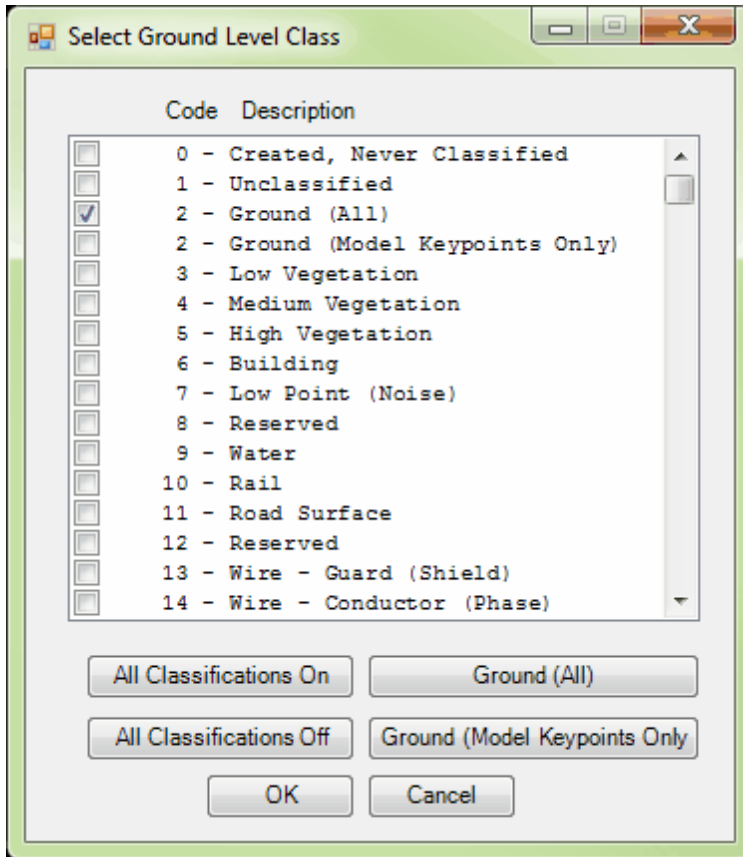 Select Ground Level Class
Code Description
0 - Created, Never Classified
1 - Unclassified
2 - Ground (All)
2 - Ground (Model Keypoints Only)
3 - Low Vegetation
4 - Medium Vegetation
5 - High Vegetation
6 - Building
7 - Low Point (Noise)
8 - Reserved
9 - Water
10 - Rail
11 - Road Surface
12 - Reserved
13 - Wire - Guard (Shield)
14 - Wire - Conductor (Phase)
All Classifications On Ground (All)
All Classifications Off Ground (Model Keypoints Only
OK Cancel